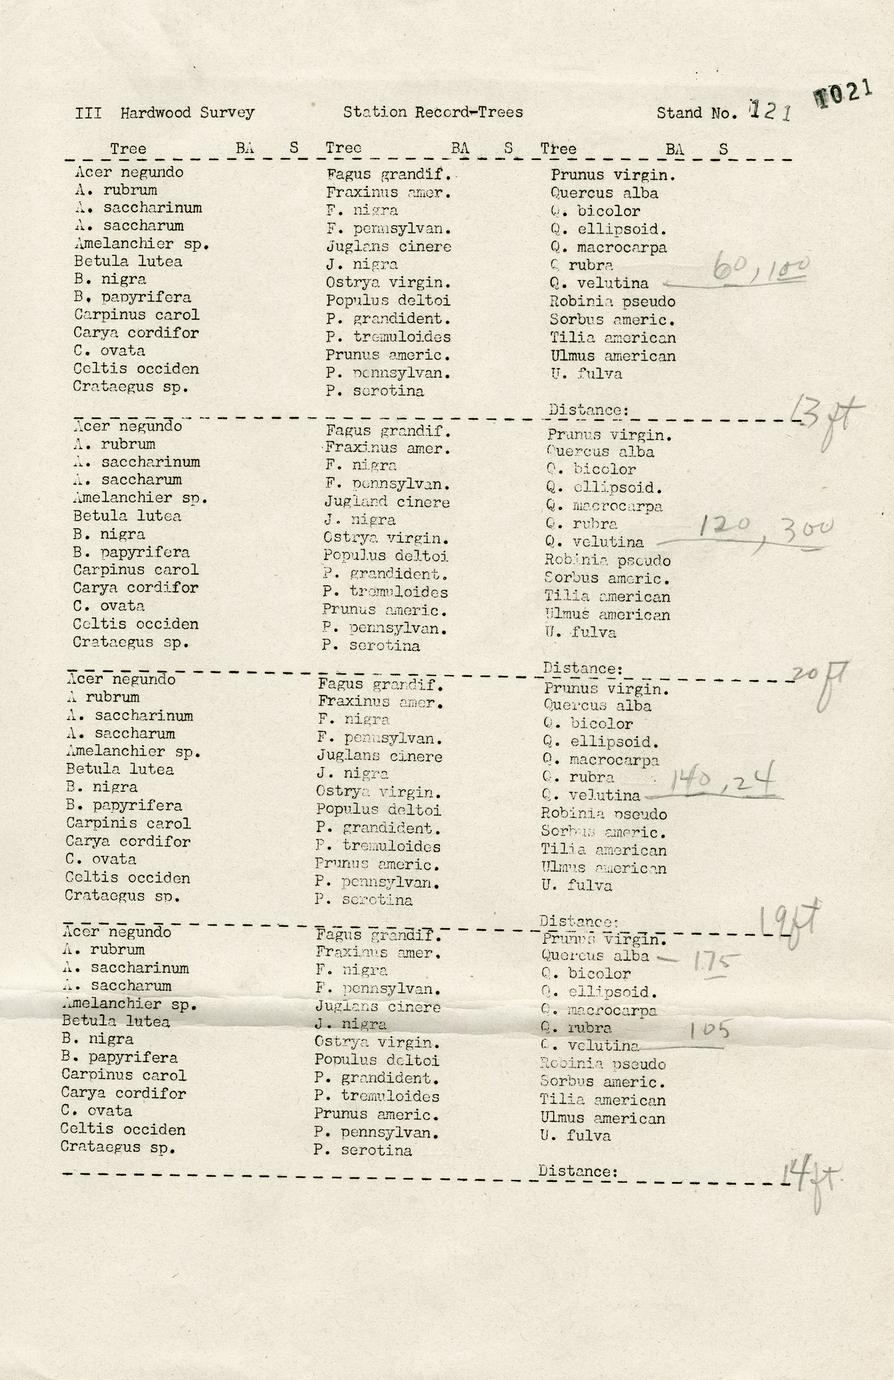 1021
III Hardwood Survey Station Record-Trees Stand No. 121
Tree BA S Tree BA S Tree BA S
Acer negundo Fagus grandif. Prunus virgin.
A. rubrum Fraxinus amer. Quercus alba
A. saccharinum F. nigra Q. bicolor
A. saccharum F. pennsylvan. Q. ellipsoid.
Amelanchier sp. Juglans cinere Q. macrocarpa
Betula lutea J. nigra Q rubra
B. nigra Ostrya virgin. Q. velutina 60, 100
B. papyrifera Populus deltoi Robinia pseudo
Carpinus carol P. grandident. Sorbus americ.
Carya cordifor P. tremuloides Tilia american
C. ovata Prunus americ. Ulmus american
Celtis occiden P. pennsylvan. U. fulva
Crataegus sp. P. serotina
Distance: 13 ft
Acer negundo Fagus grandif. Prunus virgin.
A. rubrum Fraxinus amer. Quercus alba
A. saccharinum F. nigra Q. bicolor
A. saccharum F. pennsylvan. Q. ellipsoid.
Amelanchier sp. Jugland cinere Q. macrocarpa
Betula lutea J. nigra Q. rubra
B. nigra Ostrya virgin. Q. velutina 120, 300
B. papyrifera Populus deltoi Robinia pseudo
Carpinus carol P. grandident. Sorbus americ.
Carya cordifor P. tremuloides Tilia american
C. ovata Prunus americ. Ulmus american
Celtis occiden P. pennsylvan. U. fulva
Crataegus sp. P. serotina
Distance: 20 ft
Acer negundo Fagus grandif. Prunus virgin.
A rubrum Fraxinus amer. Quercus alba
A. saccharinum F. nigra Q. bicolor
A. saccharum F. pennsylvan. Q. ellipsoid.
Amelanchier sp. Juglans cinere Q. macrocarpa
Betula lutea J. nigra Q. rubra
B. nigra Ostrya virgin. Q. velutina 140, 24
B. papyrifera Populus deltoi Robinia pseudo
Carpinis carol P. grandident. Sorbus americ.
Carya cordifor P. tremuloides Tilia american
C. ovata Prunus americ. Ulmus american
Celtis occiden P. pennsylvan. U. fulva
Crataegus sp. P. serotina
Distance: 19 ft
Acer negundo Fagus grandif. Prunus virgin.
A. rubrum Fraxinus amer. Quercus alba 175
A. saccharinum F. nigra Q. bicolor
A. saccharum F. pennsylvan. Q. ellipsoid.
Amelanchier sp. Juglans cinere Q. macrocarpa
Betula lutea J. nigra Q. rubra
B. nigra Ostrya virgin. Q. velutina 105
B. papyrifera Populus deltoi Robinia pseudo
Carpinus carol P. grandident. Sorbus americ.
Carya cordifor P. tremuloides Tilia american
C. ovata Prunus americ. Ulmus american
Celtis occiden P. pennsylvan. U. fulva
Crataegus sp. P. serotina
Distance: 14 ft.